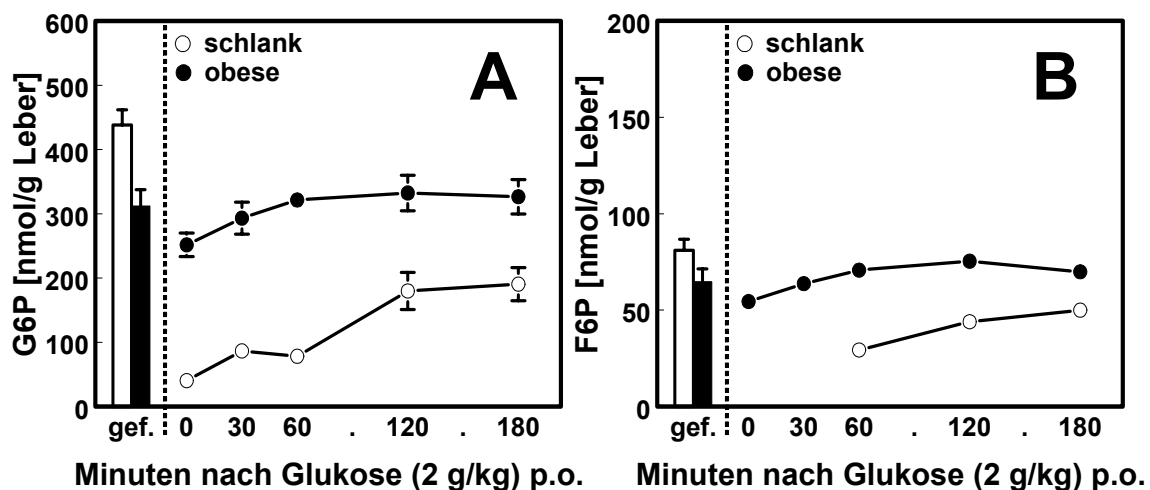 G6P [nmol/g Leber]
600
500
400
300
200
100
0
schlank
obese
A
gef. 0 30 60 . 120 . 180
Minuten nach Glukose (2 g/kg) p.o.
F6P [nmol/g Leber]
200
150
100
50
0
schlank
obese
B
gef. 0 30 60 . 120 . 180
Minuten nach Glukose (2 g/kg) p.o.